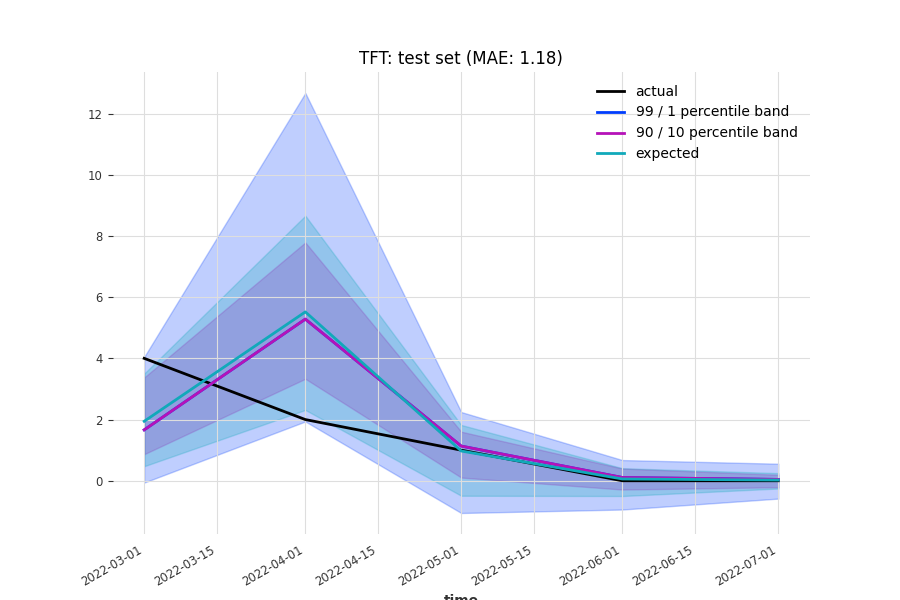 TFT: test set (MAE: 1.18)
actual
99 / 1 percentile band
90 / 10 percentile band
expected
12
10
8
6
4
2
0
2022-03-01
2022-03-15
2022-04-01
2022-04-15
2022-05-01
2022-05-15
2022-06-01
2022-06-15
2022-07-01
time